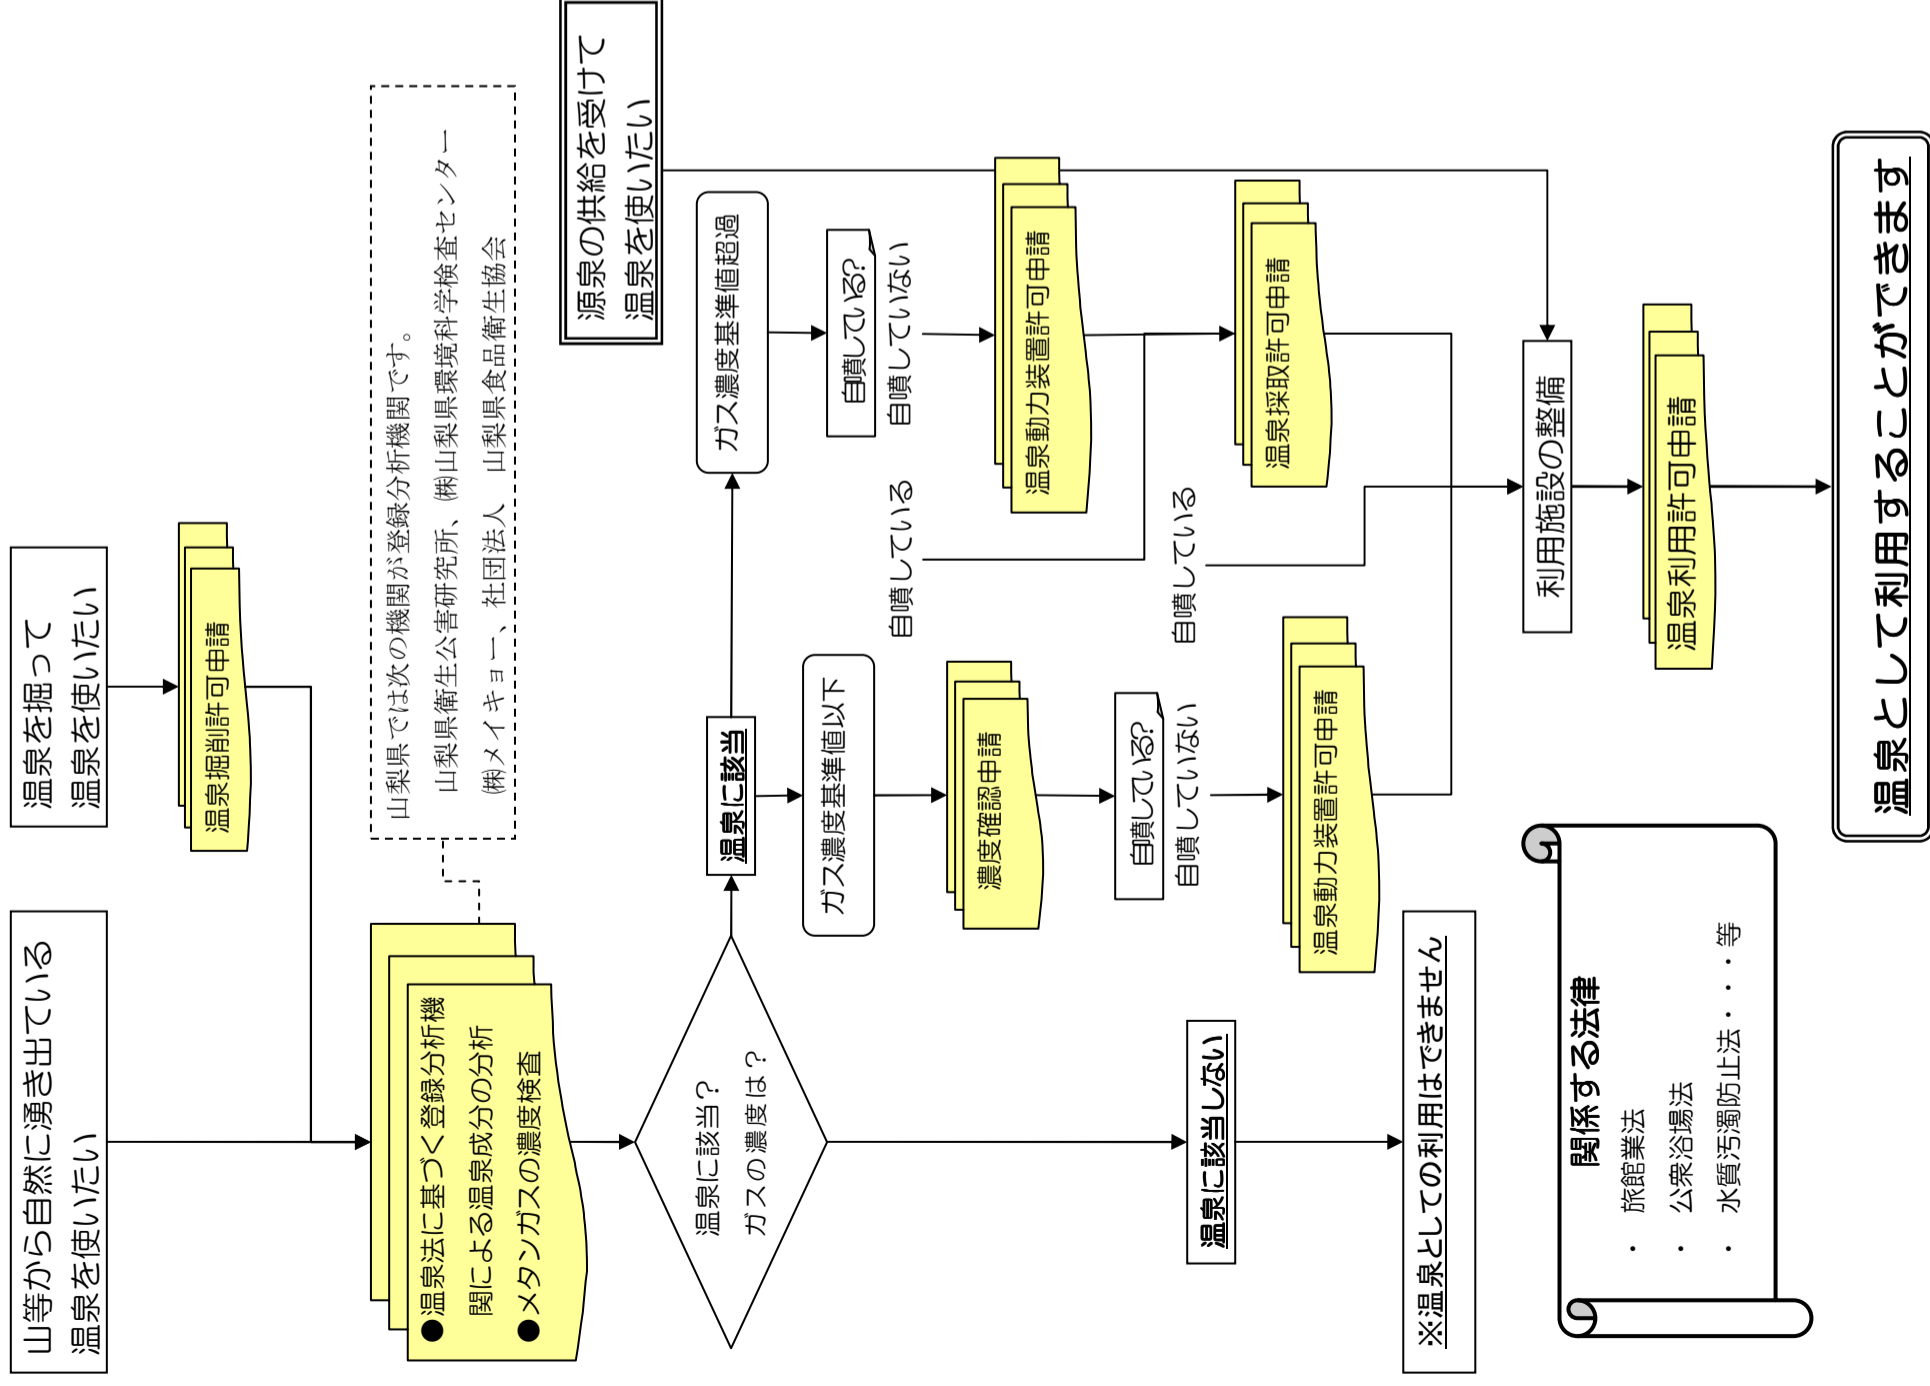 山等から自然に湧き出ている
温泉を使いたい
温泉を掘って
温泉を使いたい
温泉掘削許可申請
山梨県では次の機関が登録分析機関です。
山梨県衛生公害研究所、㈱山梨県環境科学検査センター
㈱メイキョー、社団法人 山梨県食品衛生協会
源泉の供給を受けて
温泉を使いたい
●温泉法に基づく登録分析機
関による温泉成分の分析
●メタンガスの濃度検査
温泉に該当?
ガスの濃度は?
温泉に該当
ガス濃度基準値超過
ガス濃度基準値以下
自噴している?
自噴している
自噴していない
濃度確認申請
温泉動力装置許可申請
自噴している?
自噴していない
自噴している
温泉採取許可申請
温泉動力装置許可申請
温泉に該当しない
※温泉としての利用はできません
利用施設の整備
温泉利用許可申請
関係する法律
・ 旅館業法
・ 公衆浴場法
・ 水質汚濁防止法・・・等
温泉として利用することができます